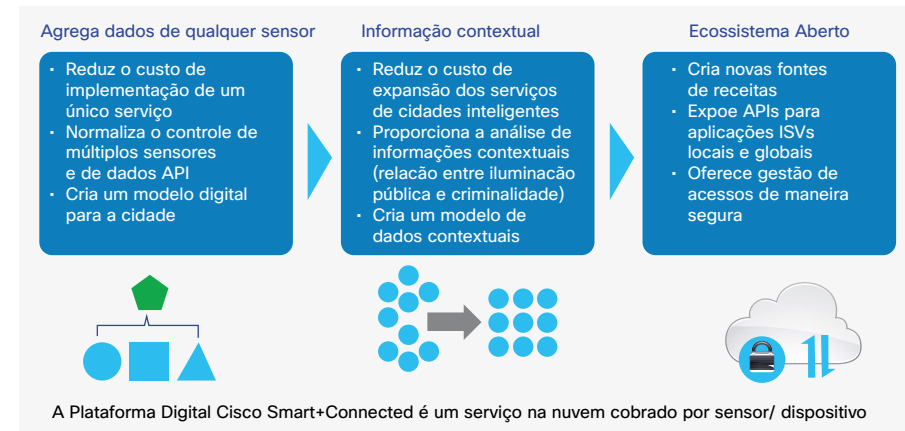 Agrega dados de qualquer sensor
· Reduz o custo de
implementação de um
único serviço
· Normaliza o controle de
múltiplos sensores
e de dados API
· Cria um modelo digital
para a cidade
Informação contextual
· Reduz o custo de
expansão dos serviços
de cidades inteligentes
· Proporciona a análise de
informações contextuais
(relacão entre iluminacão
pública e criminalidade)
· Cria um modelo de
dados contextuais
Ecossistema Aberto
· Cria novas fontes
de receitas
· Expoe APIs para
aplicações ISVs
locais e globais
· Oferece gestão de
acessos de maneira
segura
A Plataforma Digital Cisco Smart+Connected é um serviço na nuvem cobrado por sensor/ dispositivo